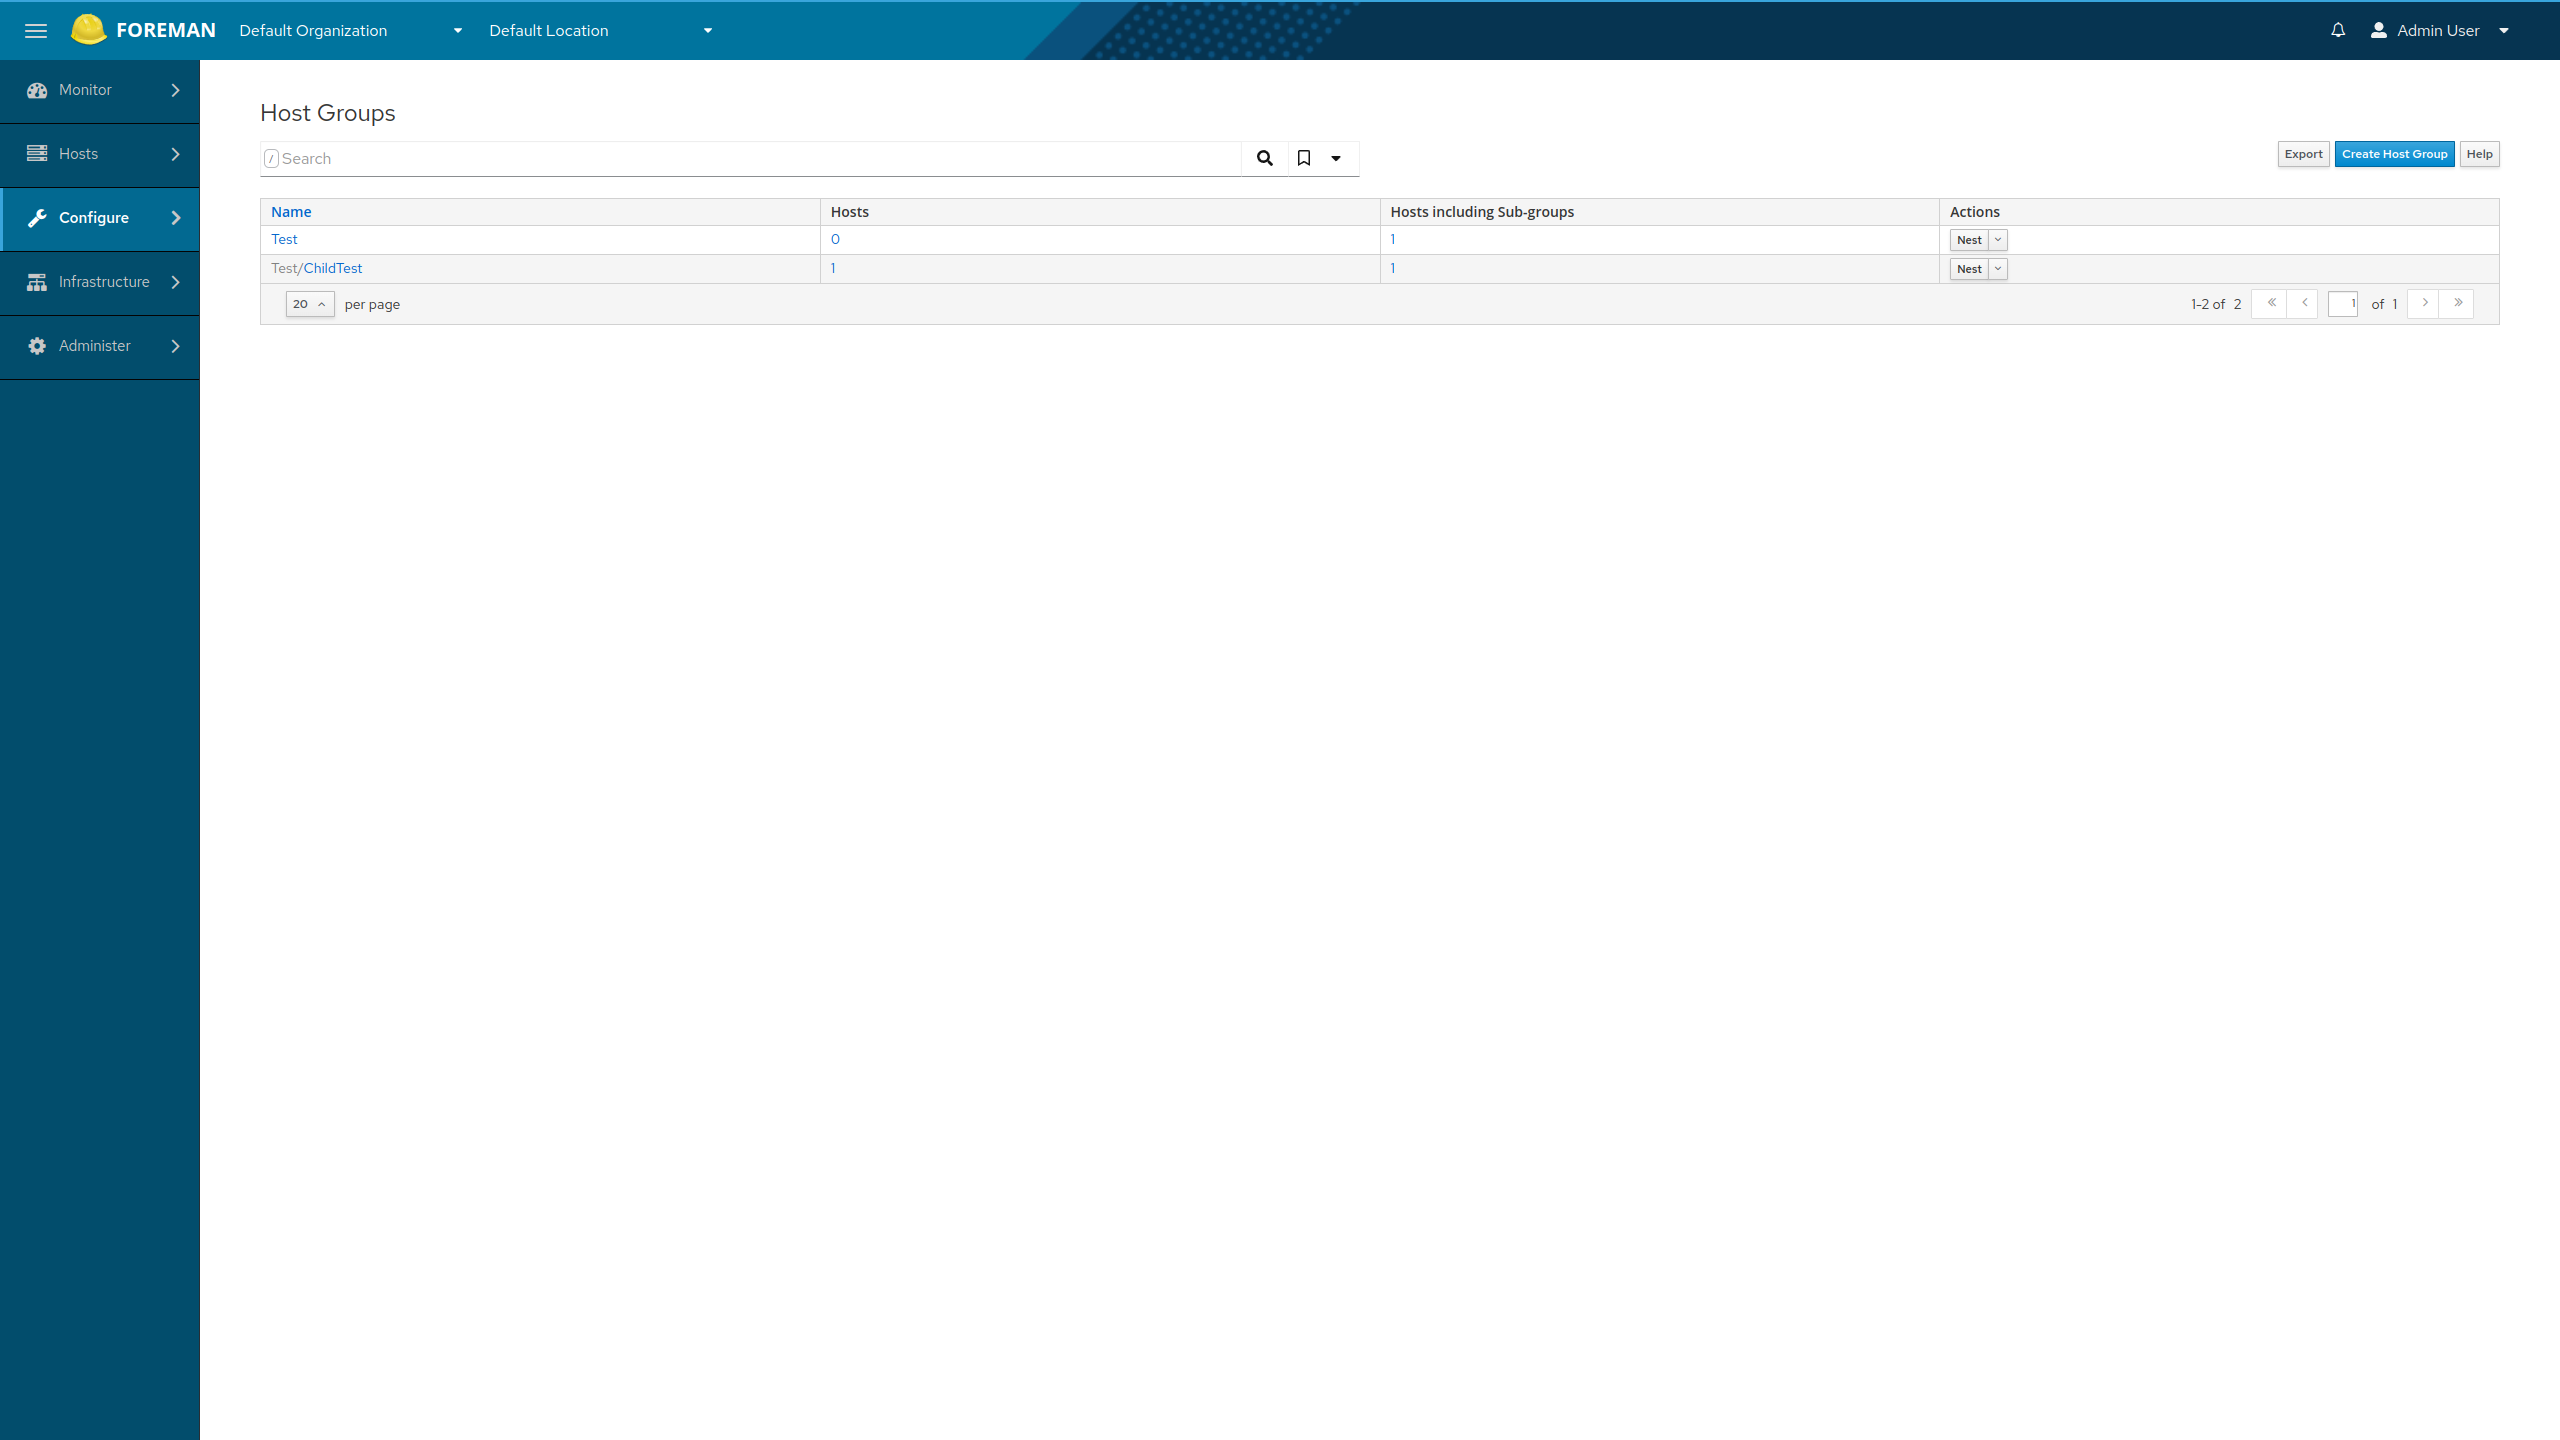 FOREMAN Default Organization Default Location Admin User
Monitor
Hosts
Configure
Infrastructure
Administer
Host Groups
/ Search
Export Create Host Group Help
Name Hosts Hosts including Sub-groups Actions
Test 0 1 Nest
Test/ChildTest 1 1 Nest
20 per page 1-2 of 2 1 of 1